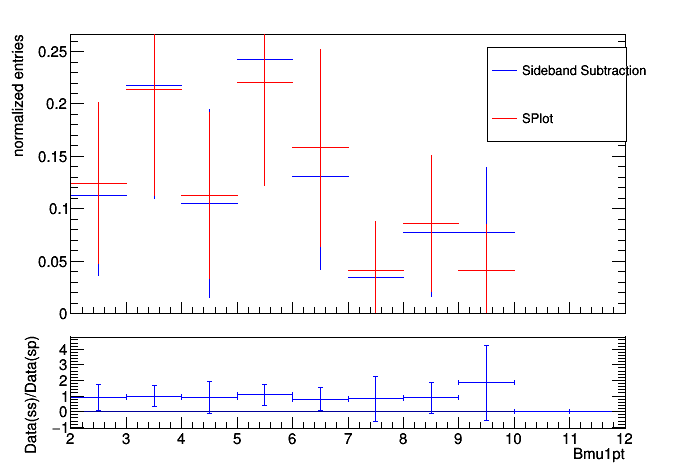 normalized entries
0.25
0.2
0.15
0.1
0.05
0
Sideband Subtraction
SPlot
Data(ss)/Data(sp)
4
3
2
1
0
−1
2 3 4 5 6 7 8 9 10 11 12
Bmu1pt